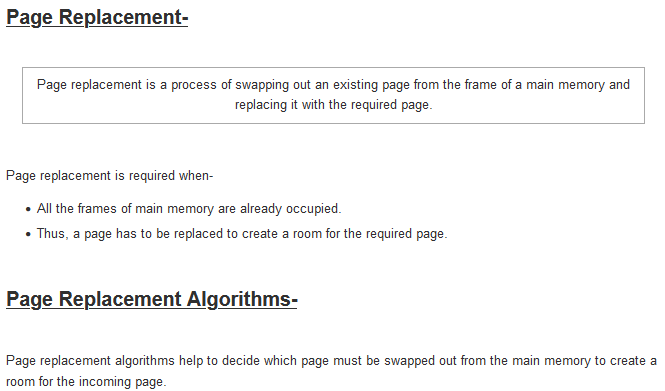 Page Replacement-
Page replacement is a process of swapping out an existing page from the frame of a main memory and
replacing it with the required page.
Page replacement is required when-
• All the frames of main memory are already occupied.
• Thus, a page has to be replaced to create a room for the required page.
Page Replacement Algorithms-
Page replacement algorithms help to decide which page must be swapped out from the main memory to create a
room for the incoming page.